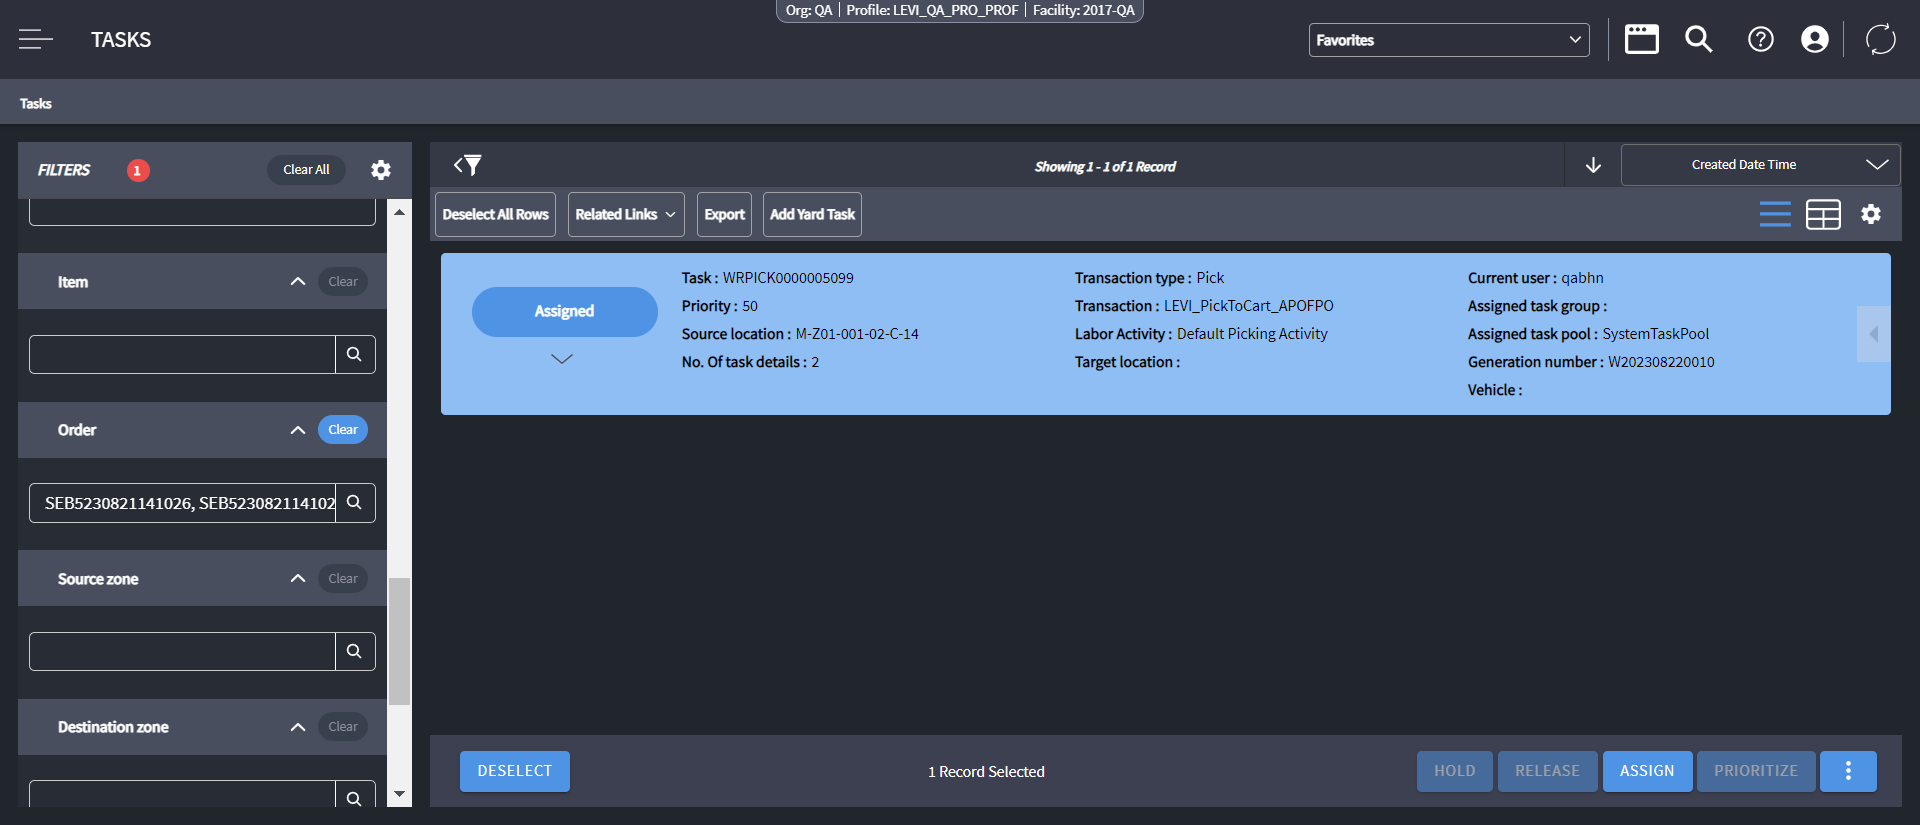 Org: QA | Profile: LEVI_QA_PRO_PROF | Facility: 2017-QA
TASKS
Favorites
Tasks
FILTERS 1 Clear All
Showing 1 - 1 of 1 Record
Created Date Time
Deselect All Rows Related Links Export Add Yard Task
Item Clear
Order Clear
SEB5230821141026, SEB523082114102
Source zone Clear
Destination zone Clear
Assigned
Task : WRPICK0000005099
Priority : 50
Source location : M-Z01-001-02-C-14
No. Of task details : 2
Transaction type : Pick
Transaction : LEVI_PickToCart_APOFPO
Labor Activity : Default Picking Activity
Target location :
Current user : qabhn
Assigned task group :
Assigned task pool : SystemTaskPool
Generation number : W202308220010
Vehicle :
DESELECT
1 Record Selected
HOLD RELEASE ASSIGN PRIORITIZE